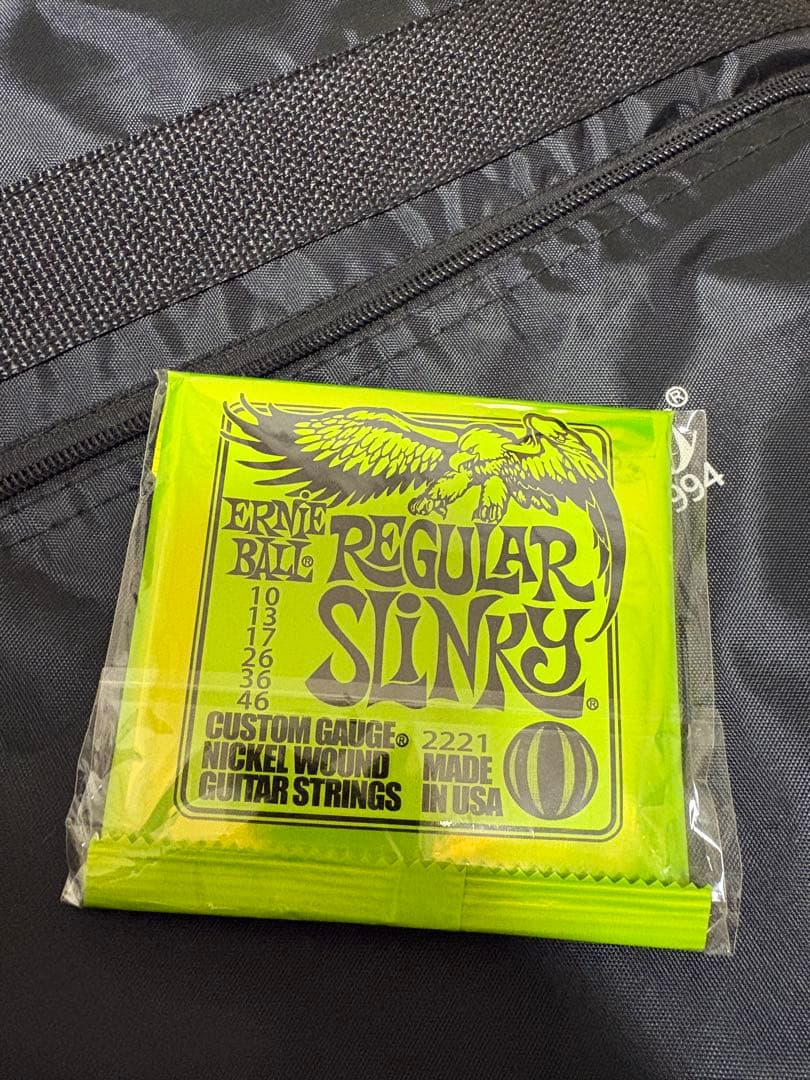 ®
994
ERNIE
BALL®
REGULAR
SLINKY®
10
13
17
26
36
46
CUSTOM GAUGE®
NICKEL WOUND
GUITAR STRINGS
2221
MADE
IN USA